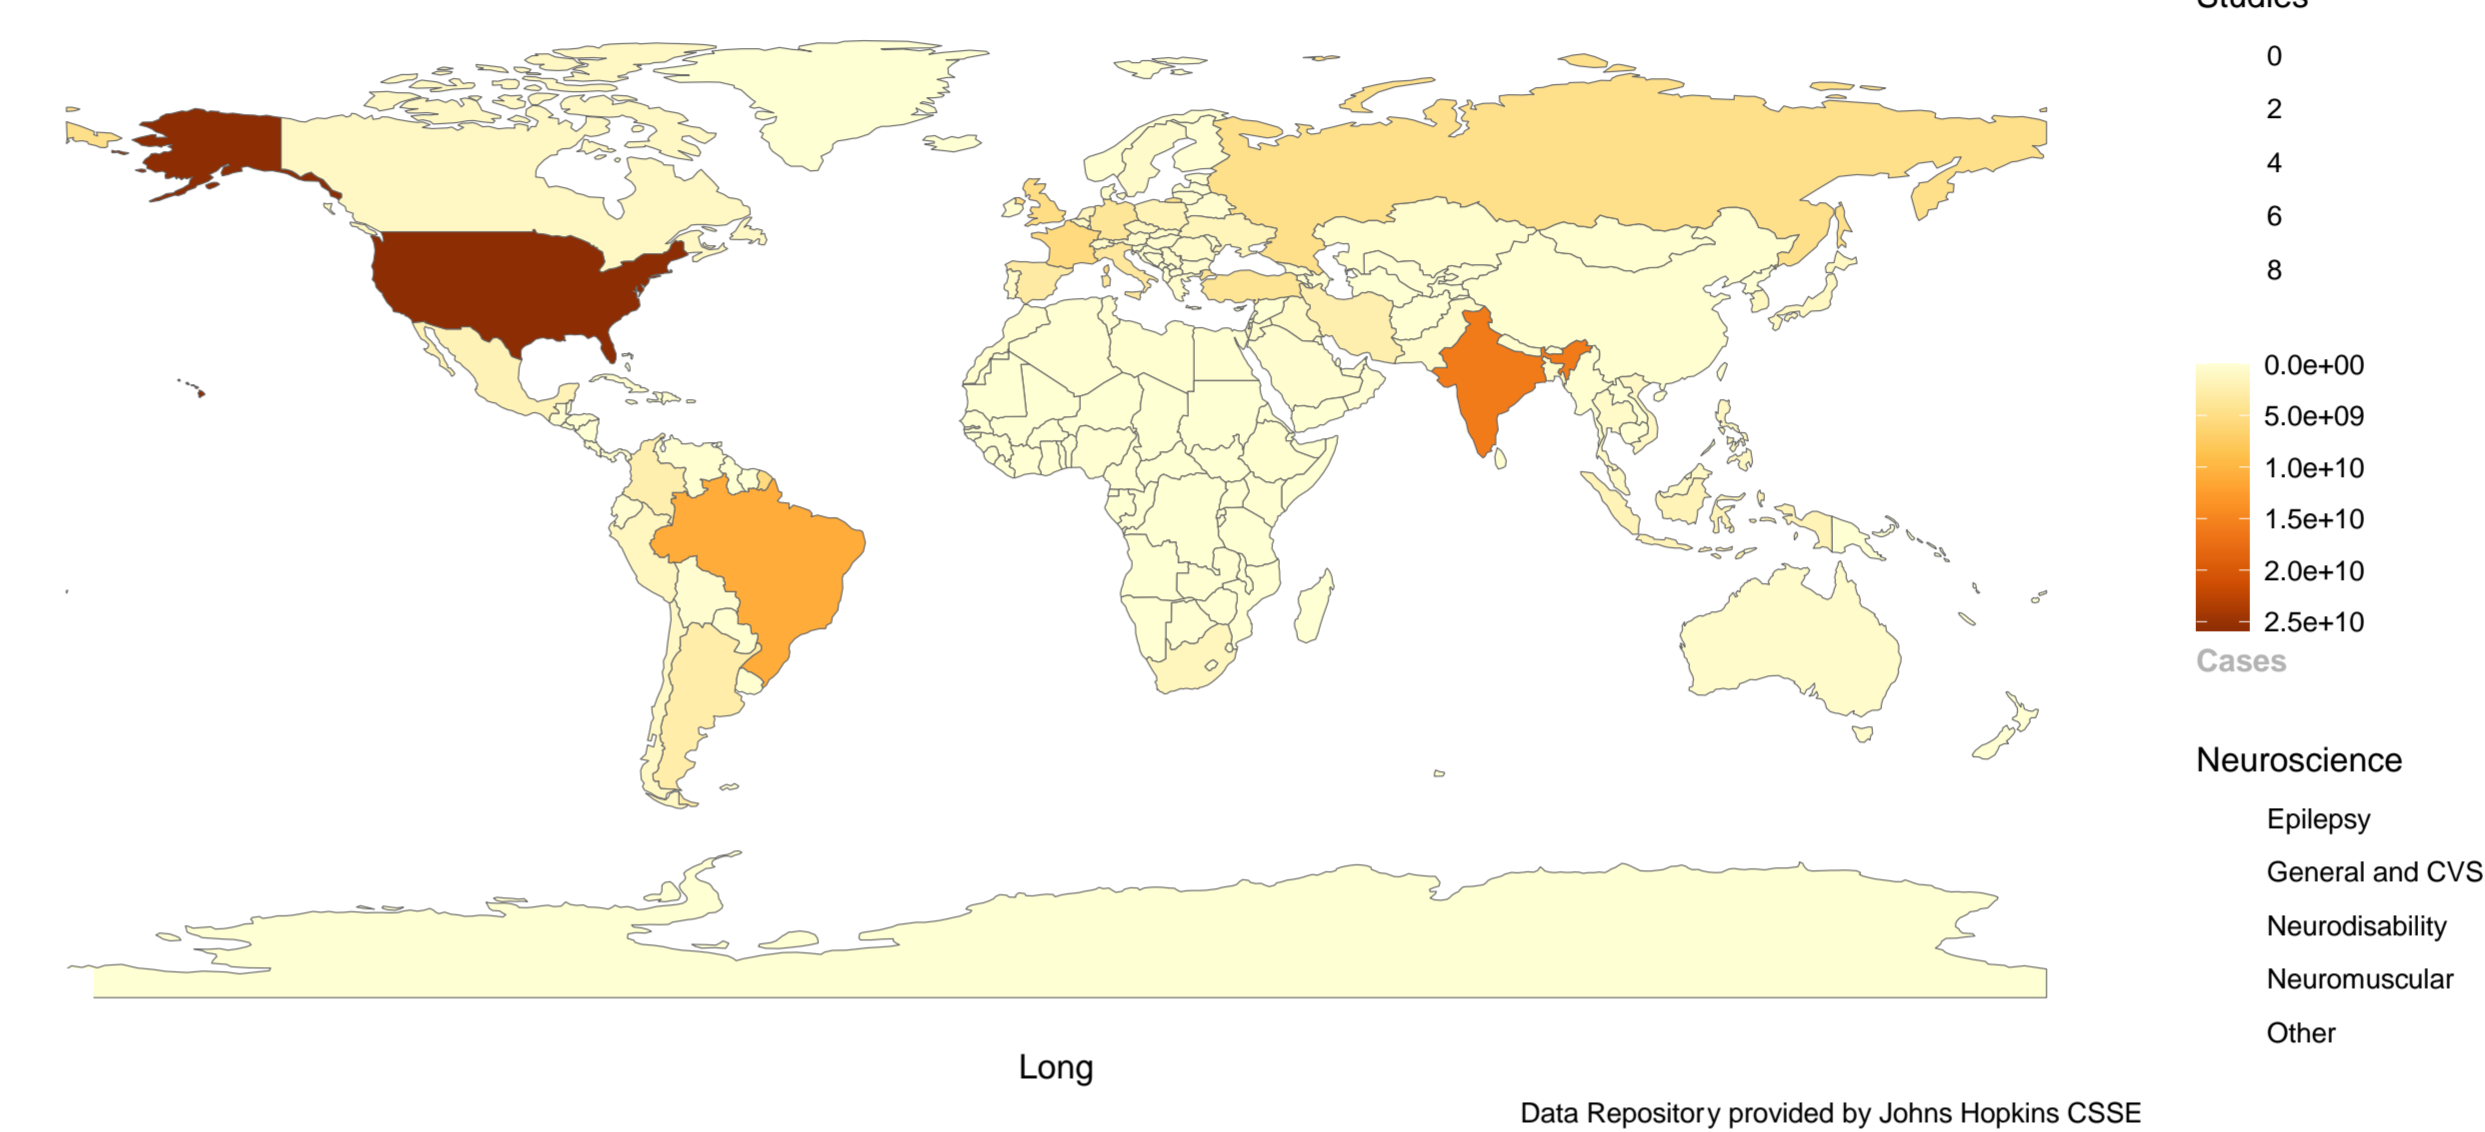 Studies
0
2
4
6
8
0.0e+00
5.0e+09
1.0e+10
1.5e+10
2.0e+10
2.5e+10
Cases
Neuroscience
Epilepsy
General and CVS
Neurodisability
Neuromuscular
Other
Long
Data Repository provided by Johns Hopkins CSSE